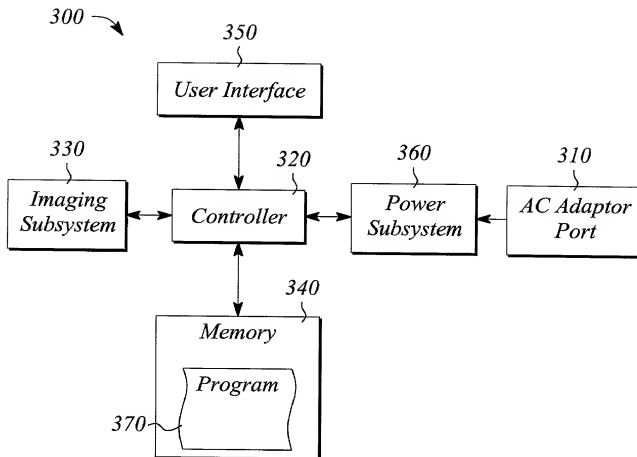 300
350
User Interface
330
320
360
310
Imaging
Subsystem
Controller
Power
Subsystem
AC Adaptor
Port
340
Memory
Program
370